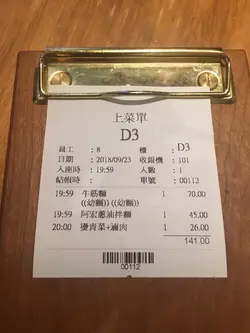 上菜單
D3
員工 : 8 檯 : D3
日期 : 2018/09/23 收銀機 : 101
入座時 : 19:59 人數 : 1
結帳時 : 單號 : 00112
19:59 牛筋麵 1 70.00
((幼麵)) ((幼麵))
19:59 阿宏蔥油拌麵 1 45.00
20:00 燙青菜+滷肉 1 26.00
141.00
00112